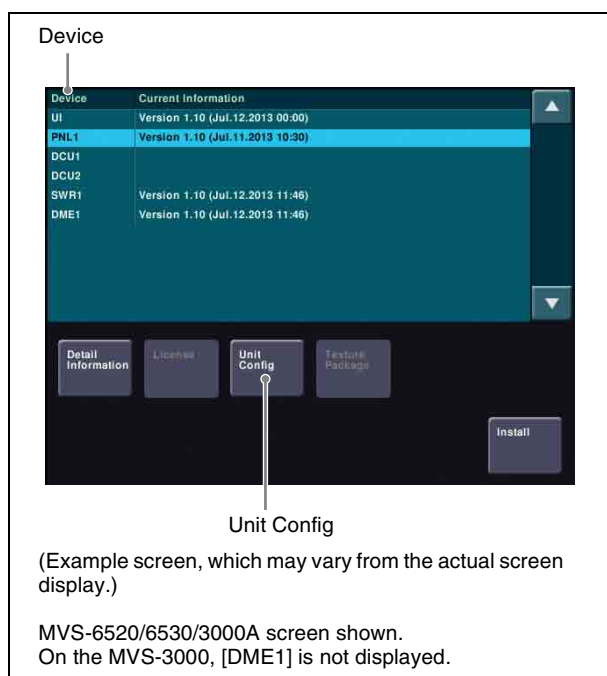 Device
Device Current Information
UI Version 1.10 (Jul.12.2013 00:00)
PNL1 Version 1.10 (Jul.11.2013 10:30)
DCU1
DCU2
SWR1 Version 1.10 (Jul.12.2013 11:46)
DME1 Version 1.10 (Jul.12.2013 11:46)
Detail
Information
License
Unit
Config
Texture
Package
Install
Unit Config
(Example screen, which may vary from the actual screen
display.)
MVS-6520/6530/3000A screen shown.
On the MVS-3000, [DME1] is not displayed.